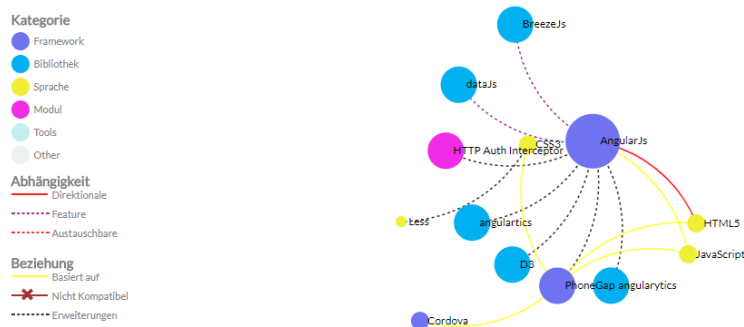 Kategorie
Framework
Bibliothek
Sprache
Modul
Tools
Other
Abhängigkeit
Direktionale
Feature
Austauschbare
Beziehung
Basiert auf
Nicht Kompatibel
Erweiterungen
BreezeJs
dataJs
AngularJs
CSS3
HTTP Auth Interceptor
Less
angulartics
HTML5
JavaScript
D3
PhoneGap
angularytics
Cordova